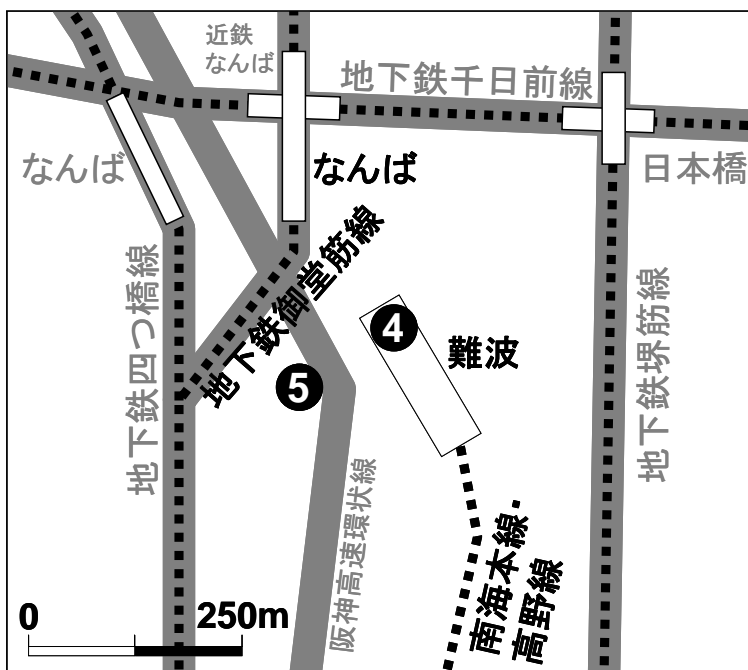 近鉄
なんば
地下鉄千日前線
なんば
なんば
日本橋
地下鉄御堂筋線
地下鉄四つ橋線
4
難波
5
地下鉄堺筋線
阪神高速環状線
南海本線・
高野線
0
250m